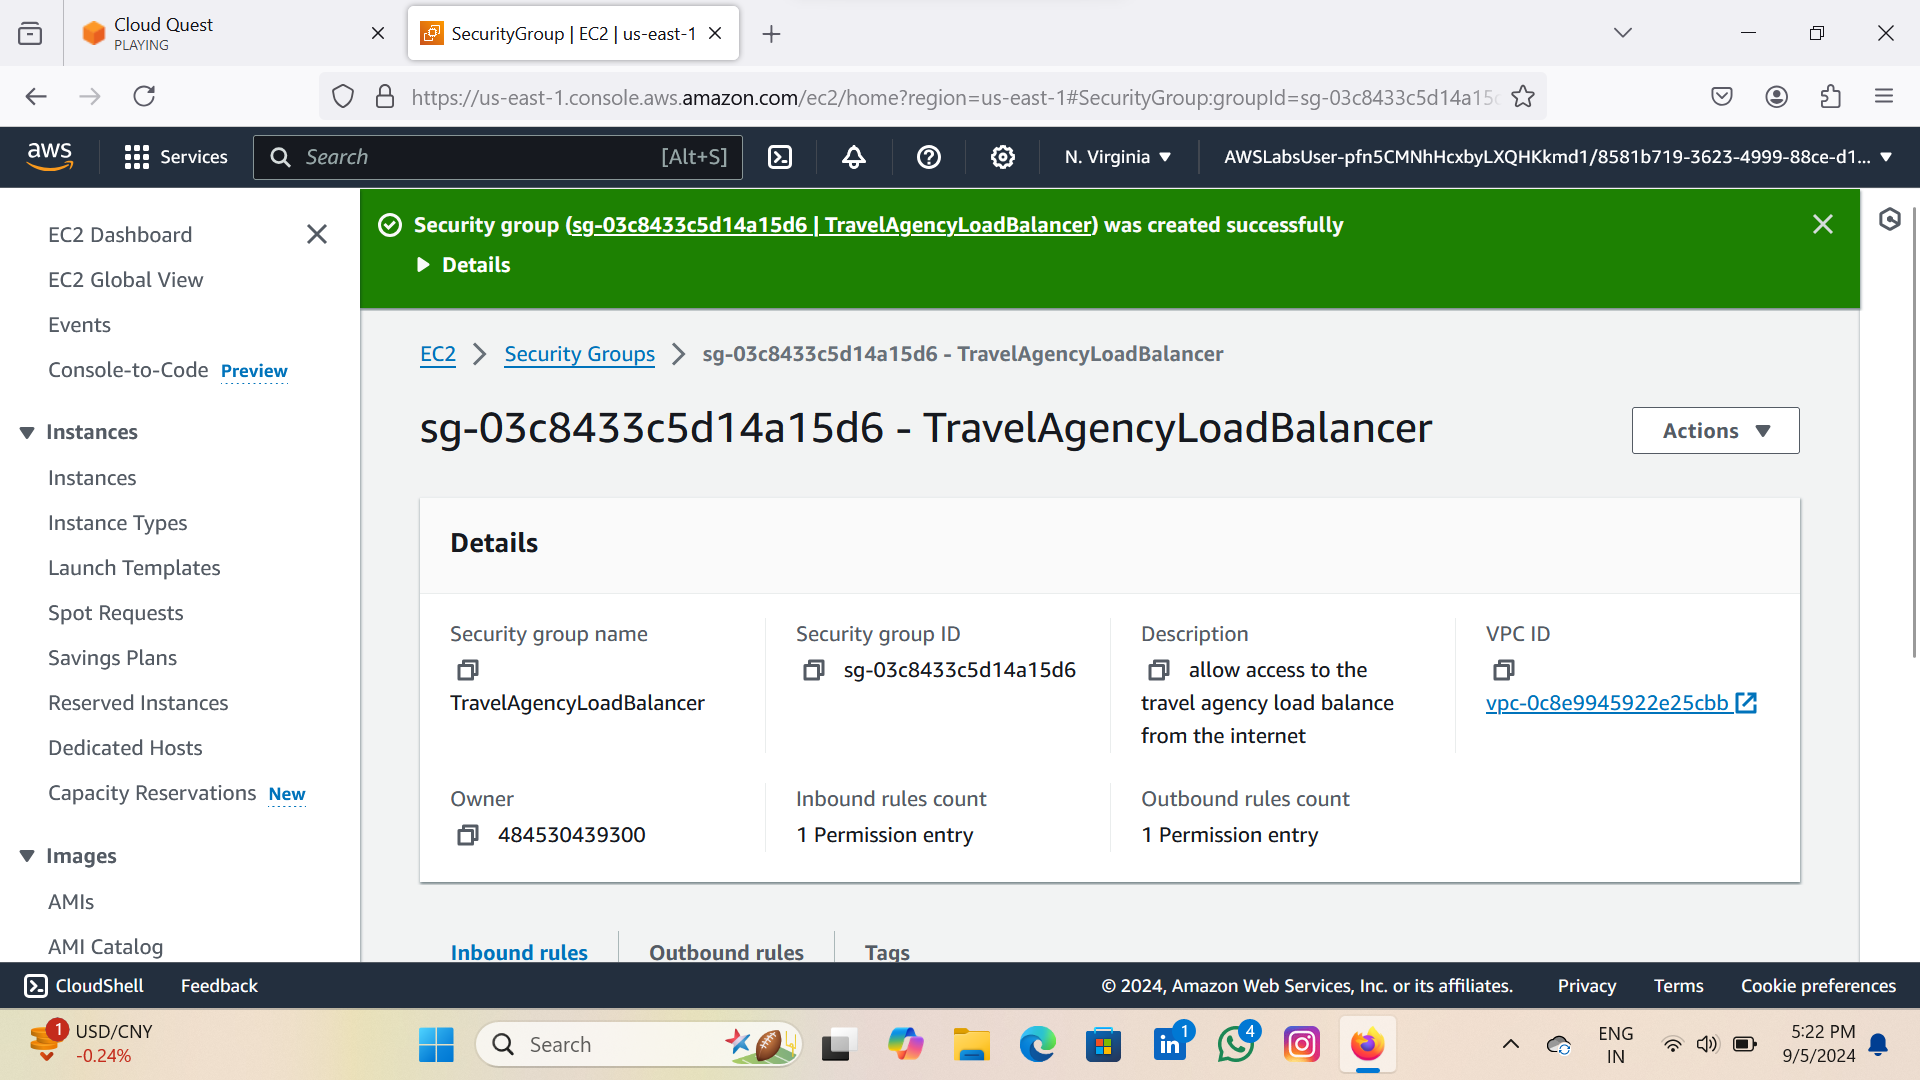 Cloud Quest
PLAYING
SecurityGroup | EC2 | us-east-1
https://us-east-1.console.aws.amazon.com/ec2/home?region=us-east-1#SecurityGroup:groupId=sg-03c8433c5d14a15d
aws
Services
Search
[Alt+S]
N. Virginia
AWSLabsUser-pfn5CMNhHcxbyLXQHKkmd1/8581b719-3623-4999-88ce-d1...
EC2 Dashboard
EC2 Global View
Events
Console-to-Code Preview
Instances
Instances
Instance Types
Launch Templates
Spot Requests
Savings Plans
Reserved Instances
Dedicated Hosts
Capacity Reservations New
Images
AMIs
AMI Catalog
Security group (sg-03c8433c5d14a15d6 | TravelAgencyLoadBalancer) was created successfully
Details
EC2 > Security Groups > sg-03c8433c5d14a15d6 - TravelAgencyLoadBalancer
sg-03c8433c5d14a15d6 - TravelAgencyLoadBalancer
Actions
Details
Security group name
TravelAgencyLoadBalancer
Security group ID
sg-03c8433c5d14a15d6
Description
allow access to the
travel agency load balance
from the internet
VPC ID
vpc-0c8e9945922e25cbb
Owner
484530439300
Inbound rules count
1 Permission entry
Outbound rules count
1 Permission entry
Inbound rules
Outbound rules
Tags
CloudShell
Feedback
© 2024, Amazon Web Services, Inc. or its affiliates.
Privacy
Terms
Cookie preferences
1
USD/CNY
-0.24%
Search
1
4
ENG
IN
5:22 PM
9/5/2024